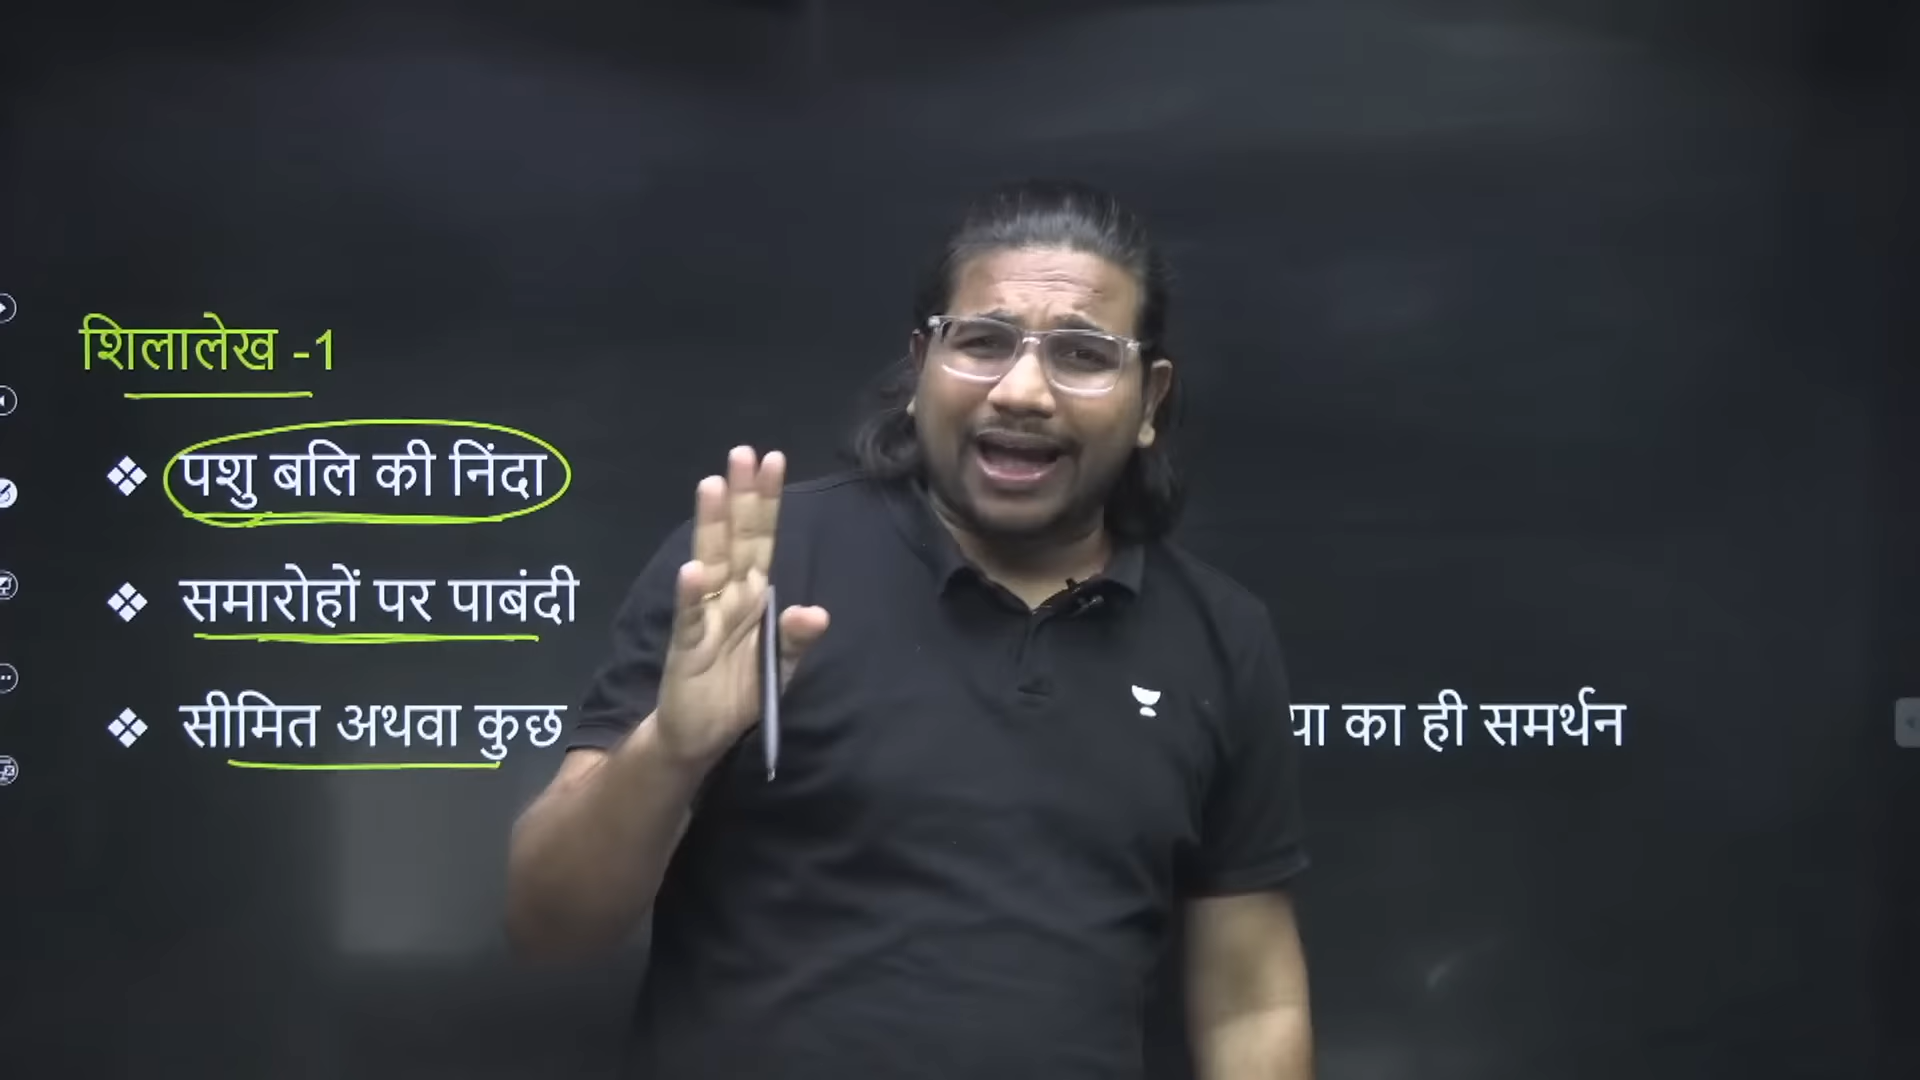 शिलालेख -1
❖ पशु बलि की निंदा
❖ समारोहों पर पाबंदी
❖ सीमित अथवा कुछ का ही समर्थन